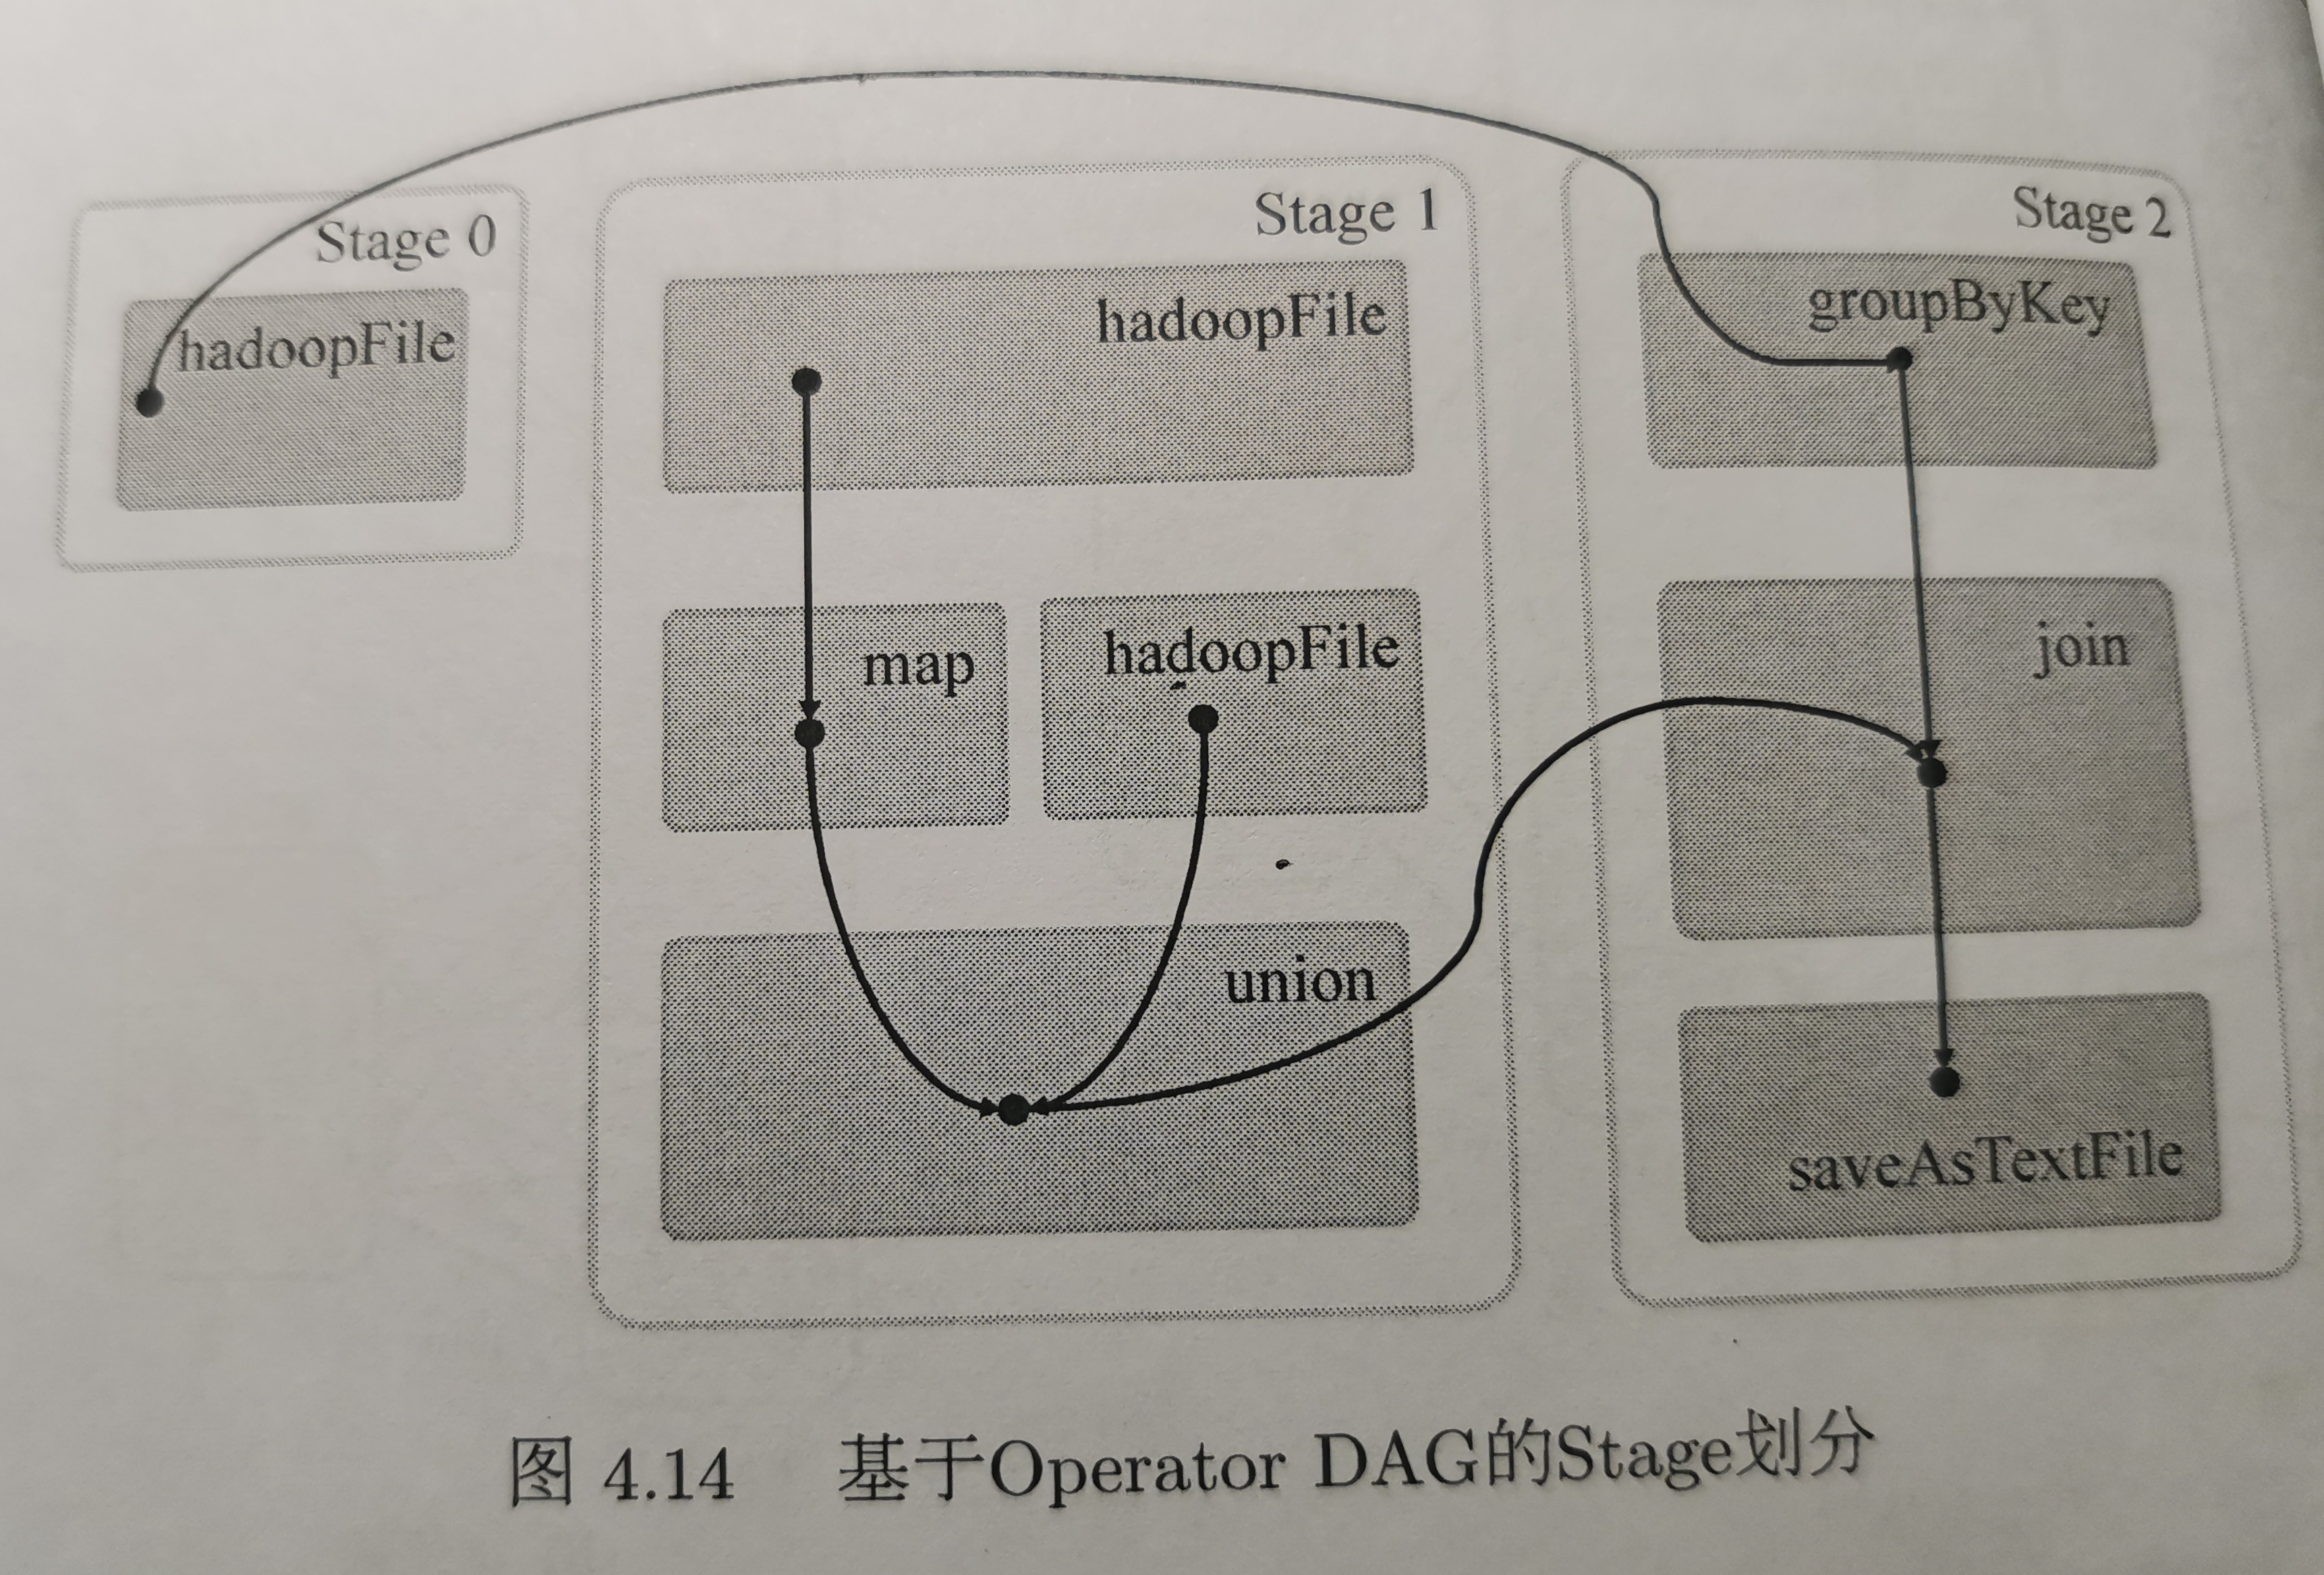 Stage 0
hadoopFile
Stage 1
hadoopFile
map
hadoopFile
union
Stage 2
groupByKey
join
saveAsTextFile
图 4.14 基于Operator DAG的Stage划分